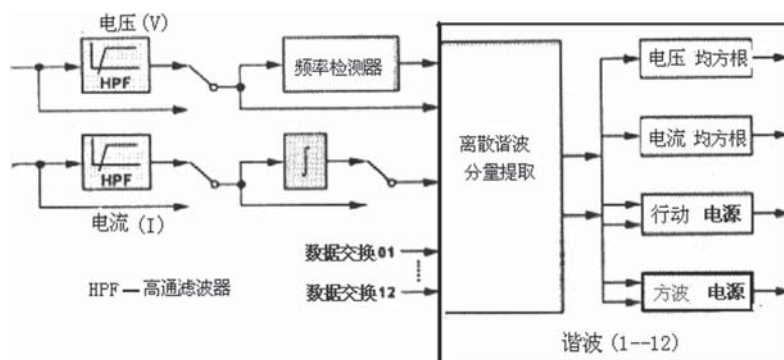 电压(V)
HPF
频率检测器
HPF
∫
电流(I)
HPF—高通滤波器
数据交换01
数据交换12
离散谐波
分量提取
电压 均方根
电流 均方根
行动 电源
方波 电源
谐波(1--12)